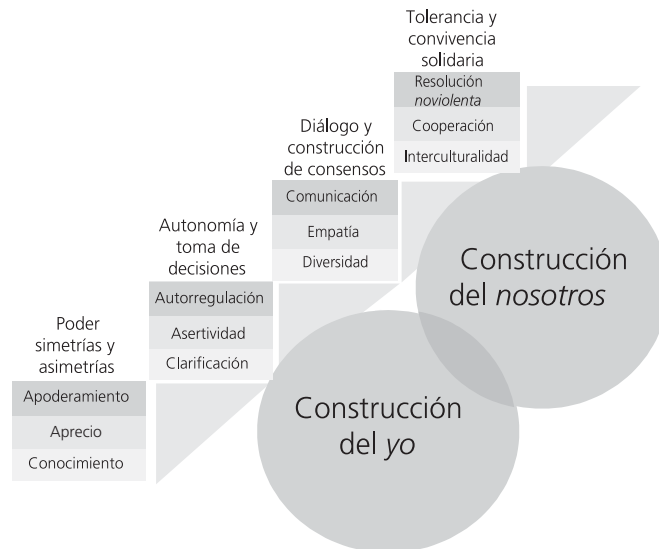 Tolerancia y
convivencia
solidaria
Resolución
noviolenta
Cooperación
Interculturalidad
Diálogo y
construcción
de consensos
Comunicación
Empatía
Diversidad
Autonomía y
toma de
decisiones
Autorregulación
Asertividad
Clarificación
Poder
simetrías y
asimetrías
Apoderamiento
Aprecio
Conocimiento
Construcción
del nosotros
Construcción
del yo